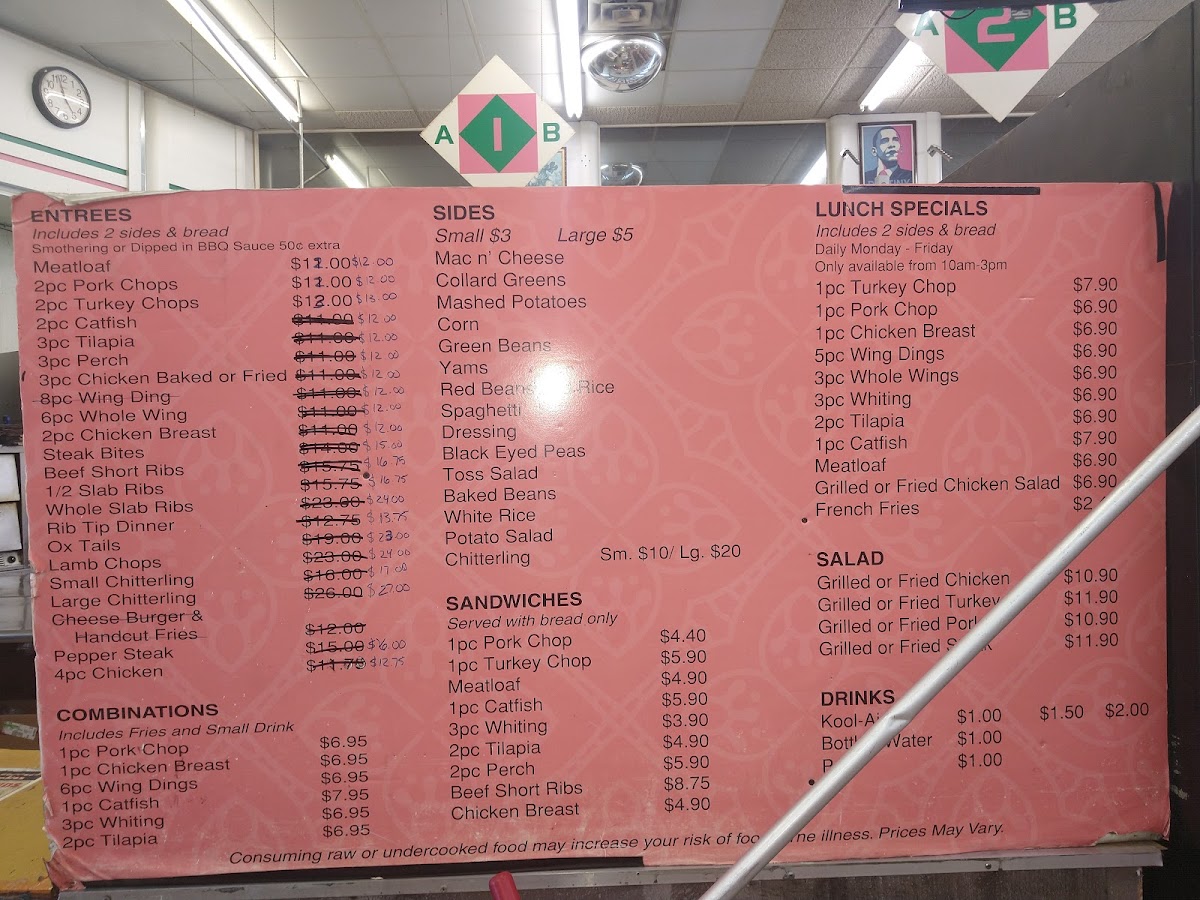 A 1 B
A 2 B
ENTREES
Includes 2 sides & bread
Smothering or Dipped in BBQ Sauce 50¢ extra
Meatloaf $12.00 $12.00
2pc Pork Chops $12.00 $12.00
2pc Turkey Chops $13.00 $13.00
2pc Catfish $11.00 $12.00
3pc Tilapia $11.00 $12.00
3pc Perch $11.00 $12.00
3pc Chicken Baked or Fried $11.00 $12.00
8pc Wing Ding $11.00 $12.00
6pc Whole Wing $11.00 $12.00
2pc Chicken Breast $11.00 $12.00
Steak Bites $14.00 $15.00
Beef Short Ribs $15.75 $16.75
1/2 Slab Ribs $15.75 $16.75
Whole Slab Ribs $23.00 $24.00
Rib Tip Dinner $12.75 $13.75
Ox Tails $19.00 $23.00
Lamb Chops $23.00 $24.00
Small Chitterling $16.00 $17.00
Large Chitterling $26.00 $27.00
Cheese Burger &
Handcut Fries $12.00
Pepper Steak $15.00 $16.00
4pc Chicken $11.75 $12.75
COMBINATIONS
Includes Fries and Small Drink
1pc Pork Chop $6.95
1pc Chicken Breast $6.95
6pc Wing Dings $6.95
1pc Catfish $7.95
3pc Whiting $6.95
2pc Tilapia $6.95
SIDES
Small $3 Large $5
Mac n' Cheese
Collard Greens
Mashed Potatoes
Corn
Green Beans
Yams
Red Beans Rice
Spaghetti
Dressing
Black Eyed Peas
Toss Salad
Baked Beans
White Rice
Potato Salad
Chitterling Sm. $10/ Lg. $20
SANDWICHES
Served with bread only
1pc Pork Chop $4.40
1pc Turkey Chop $5.90
Meatloaf $4.90
1pc Catfish $5.90
3pc Whiting $3.90
2pc Tilapia $4.90
2pc Perch $5.90
Beef Short Ribs $8.75
Chicken Breast $4.90
LUNCH SPECIALS
Includes 2 sides & bread
Daily Monday - Friday
Only available from 10am-3pm
1pc Turkey Chop $7.90
1pc Pork Chop $6.90
1pc Chicken Breast $6.90
5pc Wing Dings $6.90
3pc Whole Wings $6.90
3pc Whiting $6.90
2pc Tilapia $6.90
1pc Catfish $7.90
Meatloaf $6.90
Grilled or Fried Chicken Salad $6.90
French Fries
SALAD
Grilled or Fried Chicken $10.90
Grilled or Fried Turkey $11.90
Grilled or Fried Pork $10.90
Grilled or Fried $11.90
DRINKS
Kool-Aid $1.00 $1.50 $2.00
Water $1.00
$1.00
Consuming raw or undercooked food may increase your risk of illness. Prices May Vary.